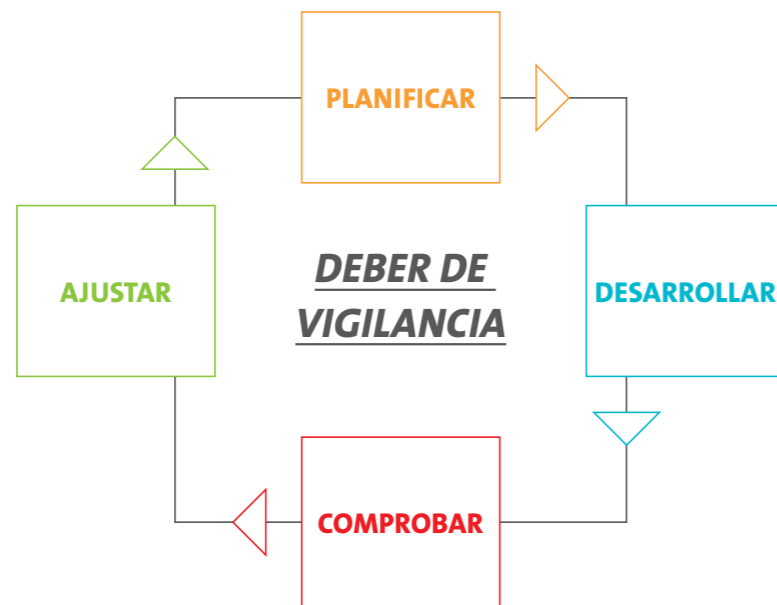 PLANIFICAR
AJUSTAR
DEBER DE
VIGILANCIA
DESARROLLAR
COMPROBAR